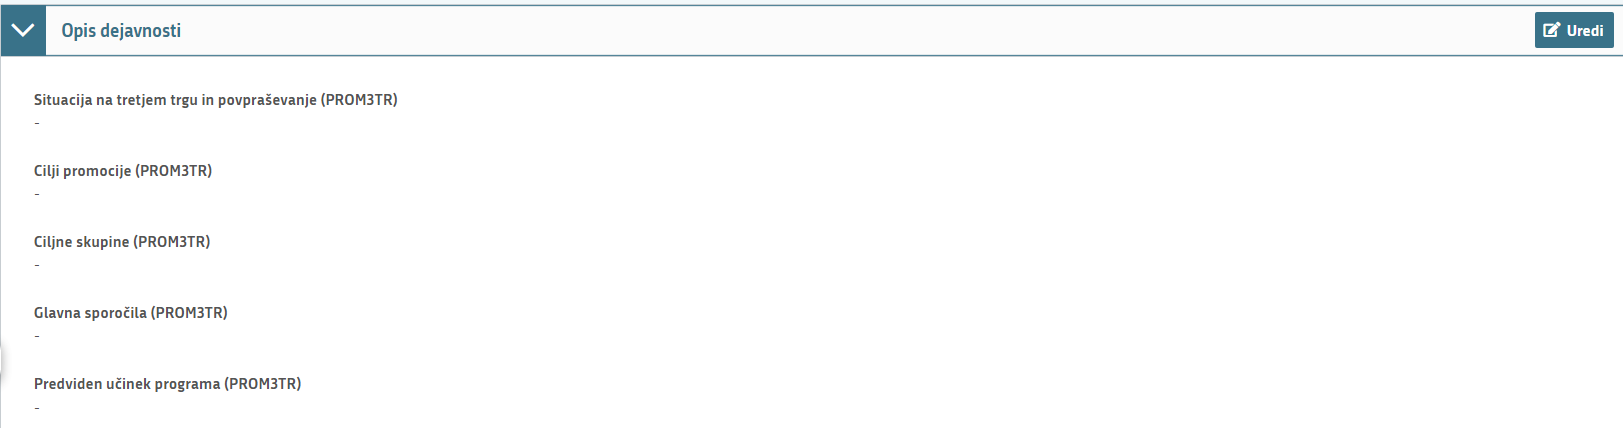 Opis dejavnosti
Uredi
Situacija na tretjem trgu in povpraševanje (PROM3TR)
-
Cilji promocije (PROM3TR)
-
Ciljne skupine (PROM3TR)
-
Glavna sporočila (PROM3TR)
-
Predviden učinek programa (PROM3TR)
-